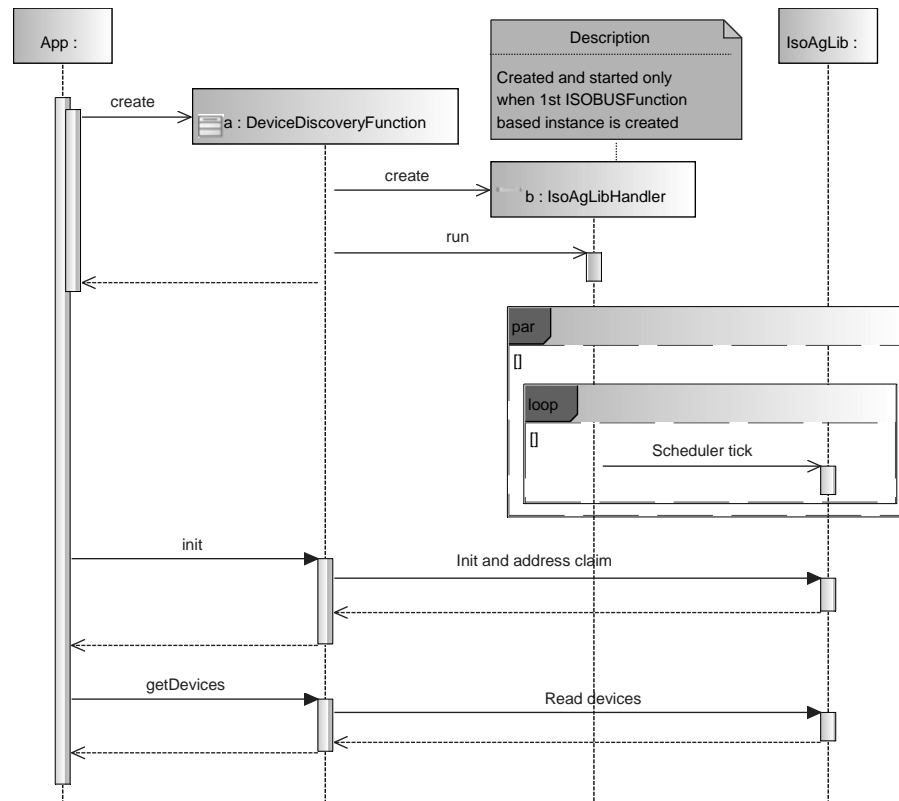 App :
Description
IsoAgLib :
Created and started only
when 1st ISOBUSFunction
based instance is created
create
a : DeviceDiscoveryFunction
create
b : IsoAgLibHandler
run
par
[]
loop
[]
Scheduler tick
init
Init and address claim
getDevices
Read devices